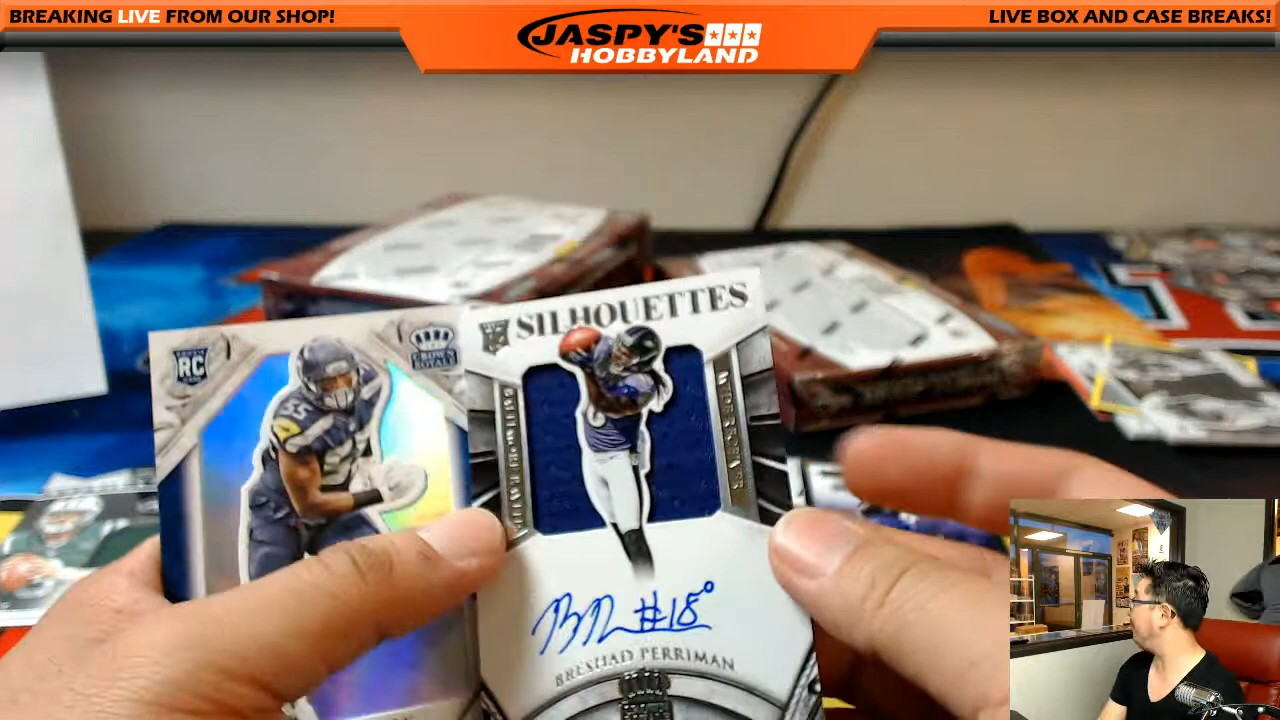 BREAKING LIVE FROM OUR SHOP!
JASPY'S
HOBBYLAND
LIVE BOX AND CASE BREAKS!
SILHOUETTES
RC
CROWN
ROYALE
55
#18
BRESHAD PERRIMAN